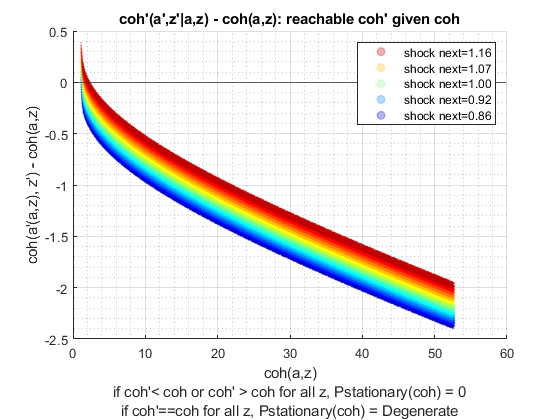 coh'(a',z'|a,z) - coh(a,z): reachable coh' given coh
0.5
0
-0.5
-1
-1.5
-2
-2.5
coh(a'(a,z), z') - coh(a,z)
shock next=1.16
shock next=1.07
shock next=1.00
shock next=0.92
shock next=0.86
0 10 20 30 40 50 60
coh(a,z)
if coh'< coh or coh' > coh for all z, Pstationary(coh) = 0
if coh'==coh for all z, Pstationary(coh) = Degenerate